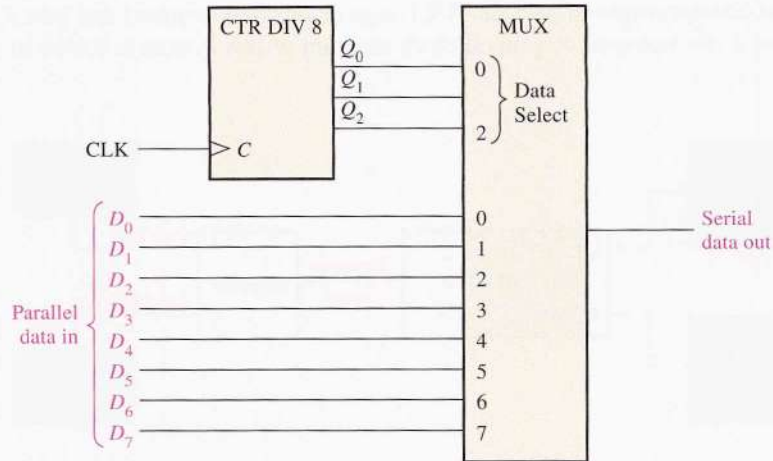 CTR DIV 8
MUX
Q0
Q1
Q2
0
2
Data
Select
CLK
C
D0
D1
D2
D3
D4
D5
D6
D7
0
1
2
3
4
5
6
7
Parallel
data in
Serial
data out